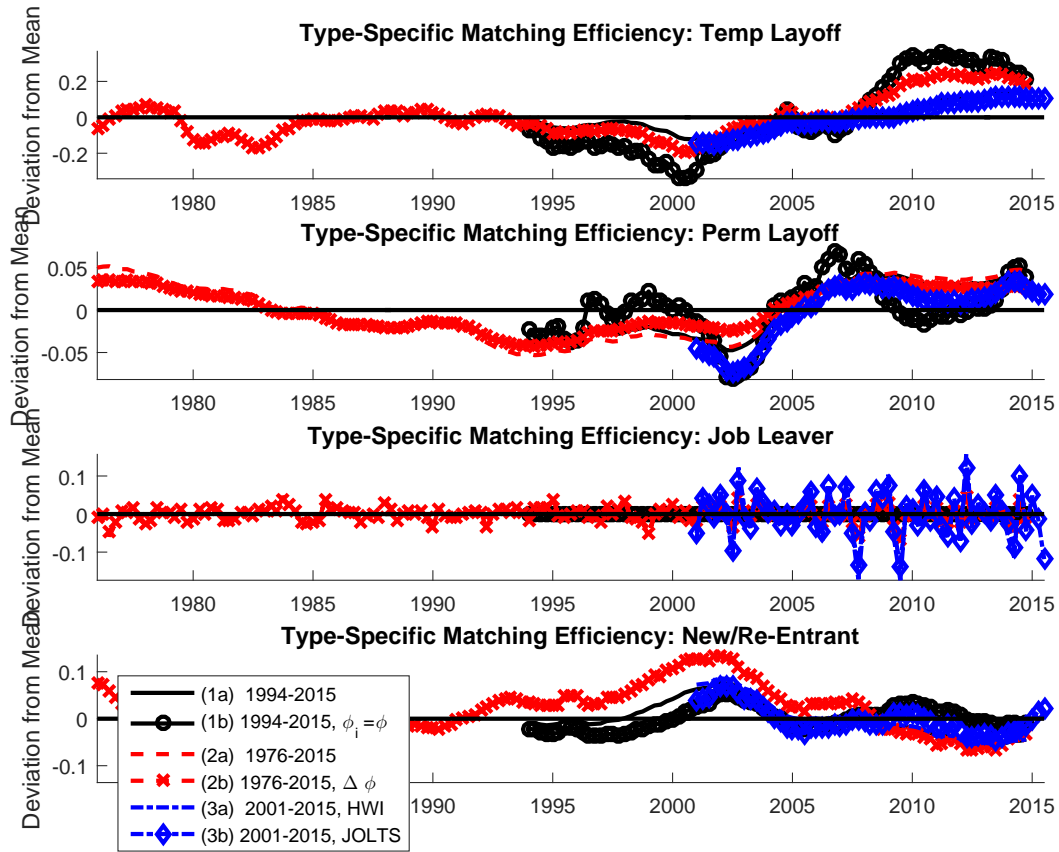 Type-Specific Matching Efficiency: Temp Layoff
Deviation from Mean
0.2
0
-0.2
1980 1985 1990 1995 2000 2005 2010 2015
Type-Specific Matching Efficiency: Perm Layoff
Deviation from Mean
0.05
0
-0.05
1980 1985 1990 1995 2000 2005 2010 2015
Type-Specific Matching Efficiency: Job Leaver
Deviation from Mean
0.1
0
-0.1
1980 1985 1990 1995 2000 2005 2010 2015
Type-Specific Matching Efficiency: New/Re-Entrant
Deviation from Mean
0.1
0
-0.1
1990 1995 2000 2005 2010 2015
(1a) 1994-2015
(1b) 1994-2015, ϕ_i =ϕ
(2a) 1976-2015
(2b) 1976-2015, Δ ϕ
(3a) 2001-2015, HWI
(3b) 2001-2015, JOLTS